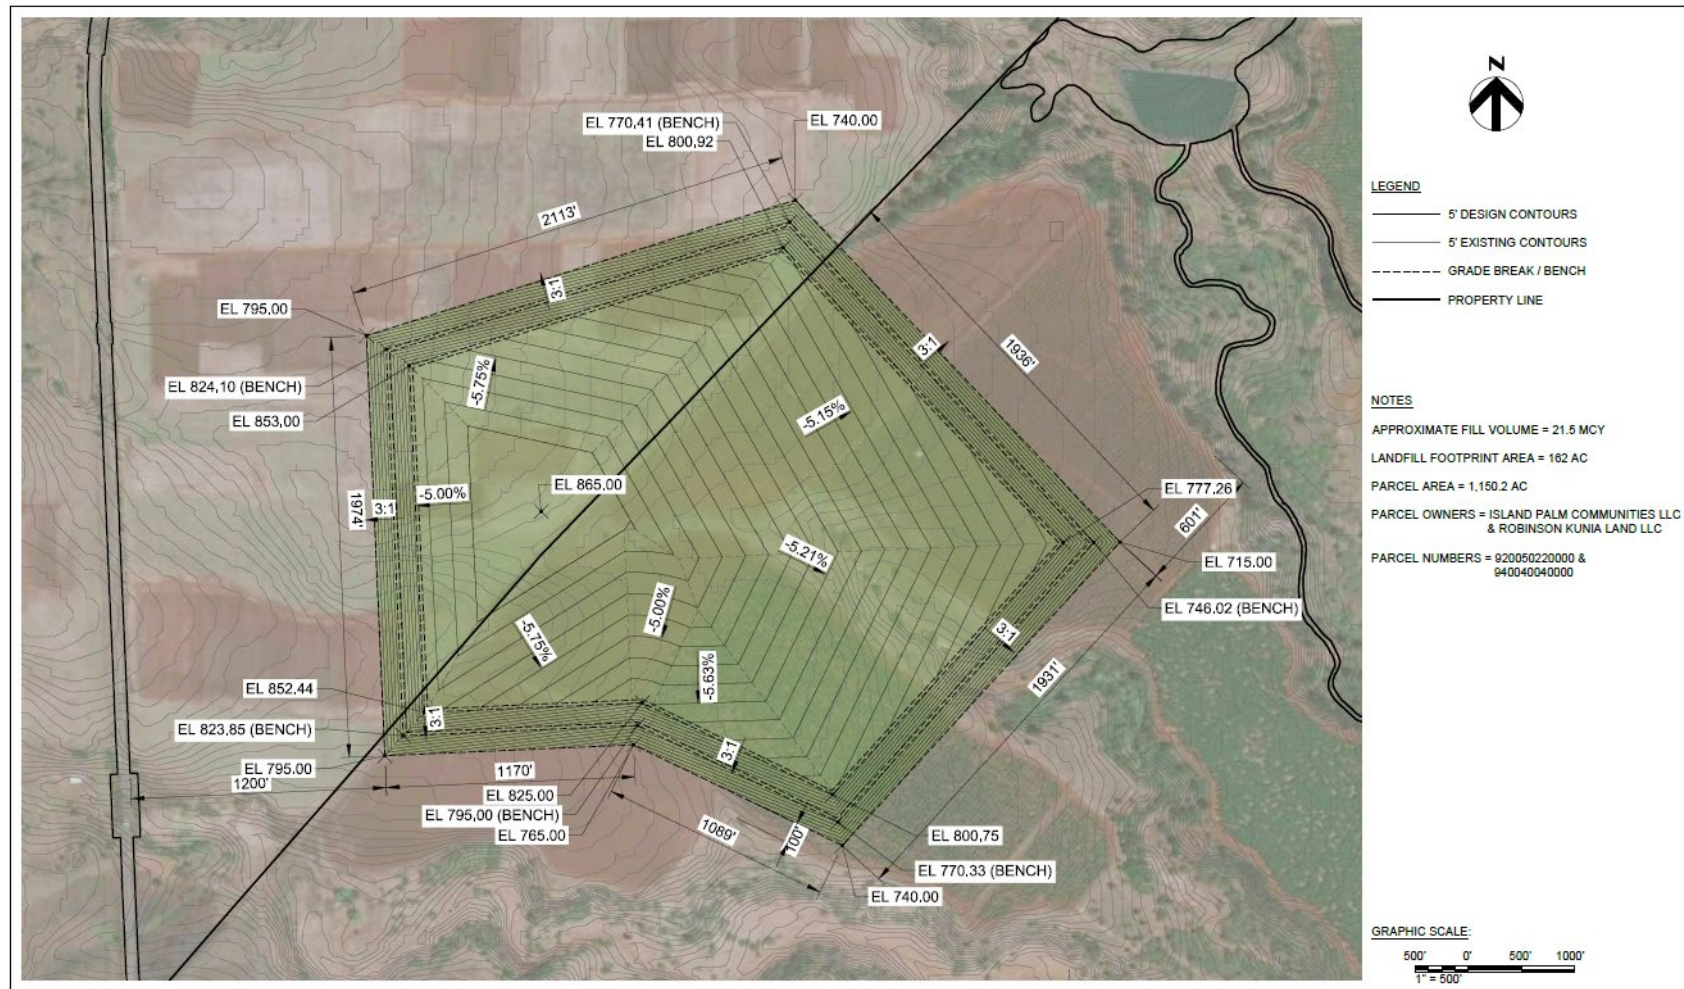 EL 770.41 (BENCH)
EL 740.00
EL 800.92
2113'
3:1
EL 795.00
EL 824.10 (BENCH)
EL 853.00
-5.75%
3:1
1936'
-5.15%
EL 865.00
-5.00%
1974'
3:1
EL 777.26
601'
-5.21%
EL 715.00
EL 746.02 (BENCH)
-5.00%
-5.75%
3:1
-5.63%
1931'
EL 852.44
3:1
EL 823.85 (BENCH)
3:1
EL 795.00
1200'
1170'
EL 825.00
EL 795.00 (BENCH)
EL 765.00
1089'
100'
EL 800.75
EL 770.33 (BENCH)
EL 740.00
N
LEGEND
5' DESIGN CONTOURS
5' EXISTING CONTOURS
GRADE BREAK / BENCH
PROPERTY LINE
NOTES
APPROXIMATE FILL VOLUME = 21.5 MCY
LANDFILL FOOTPRINT AREA = 162 AC
PARCEL AREA = 1,150.2 AC
PARCEL OWNERS = ISLAND PALM COMMUNITIES LLC
& ROBINSON KUNIA LAND LLC
PARCEL NUMBERS = 920050220000 &
940040040000
GRAPHIC SCALE:
500' 0' 500' 1000'
1" = 500'